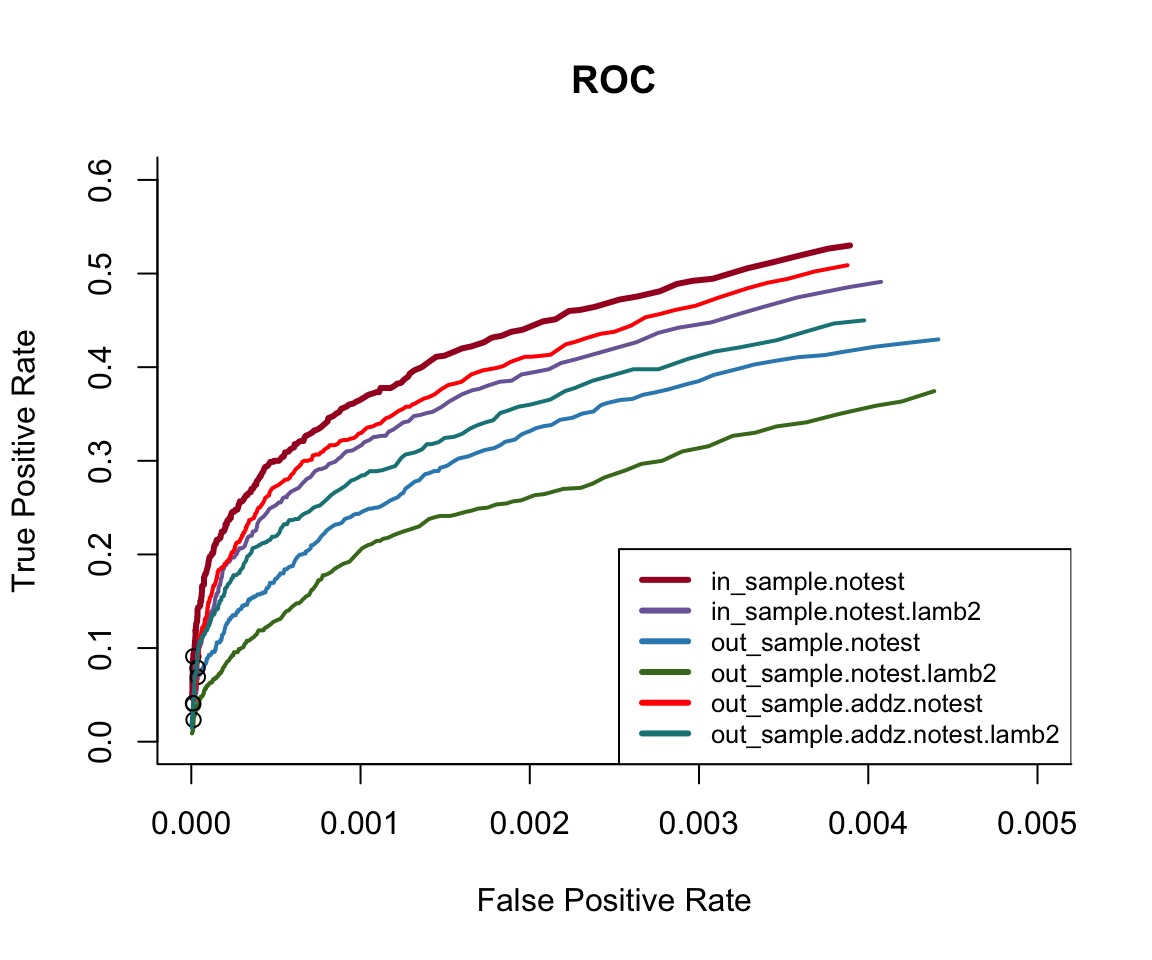 ROC
True Positive Rate
0.6
0.5
0.4
0.3
0.2
0.1
0.0
in_sample.notest
in_sample.notest.lamb2
out_sample.notest
out_sample.notest.lamb2
out_sample.addz.notest
out_sample.addz.notest.lamb2
0.000 0.001 0.002 0.003 0.004 0.005
False Positive Rate